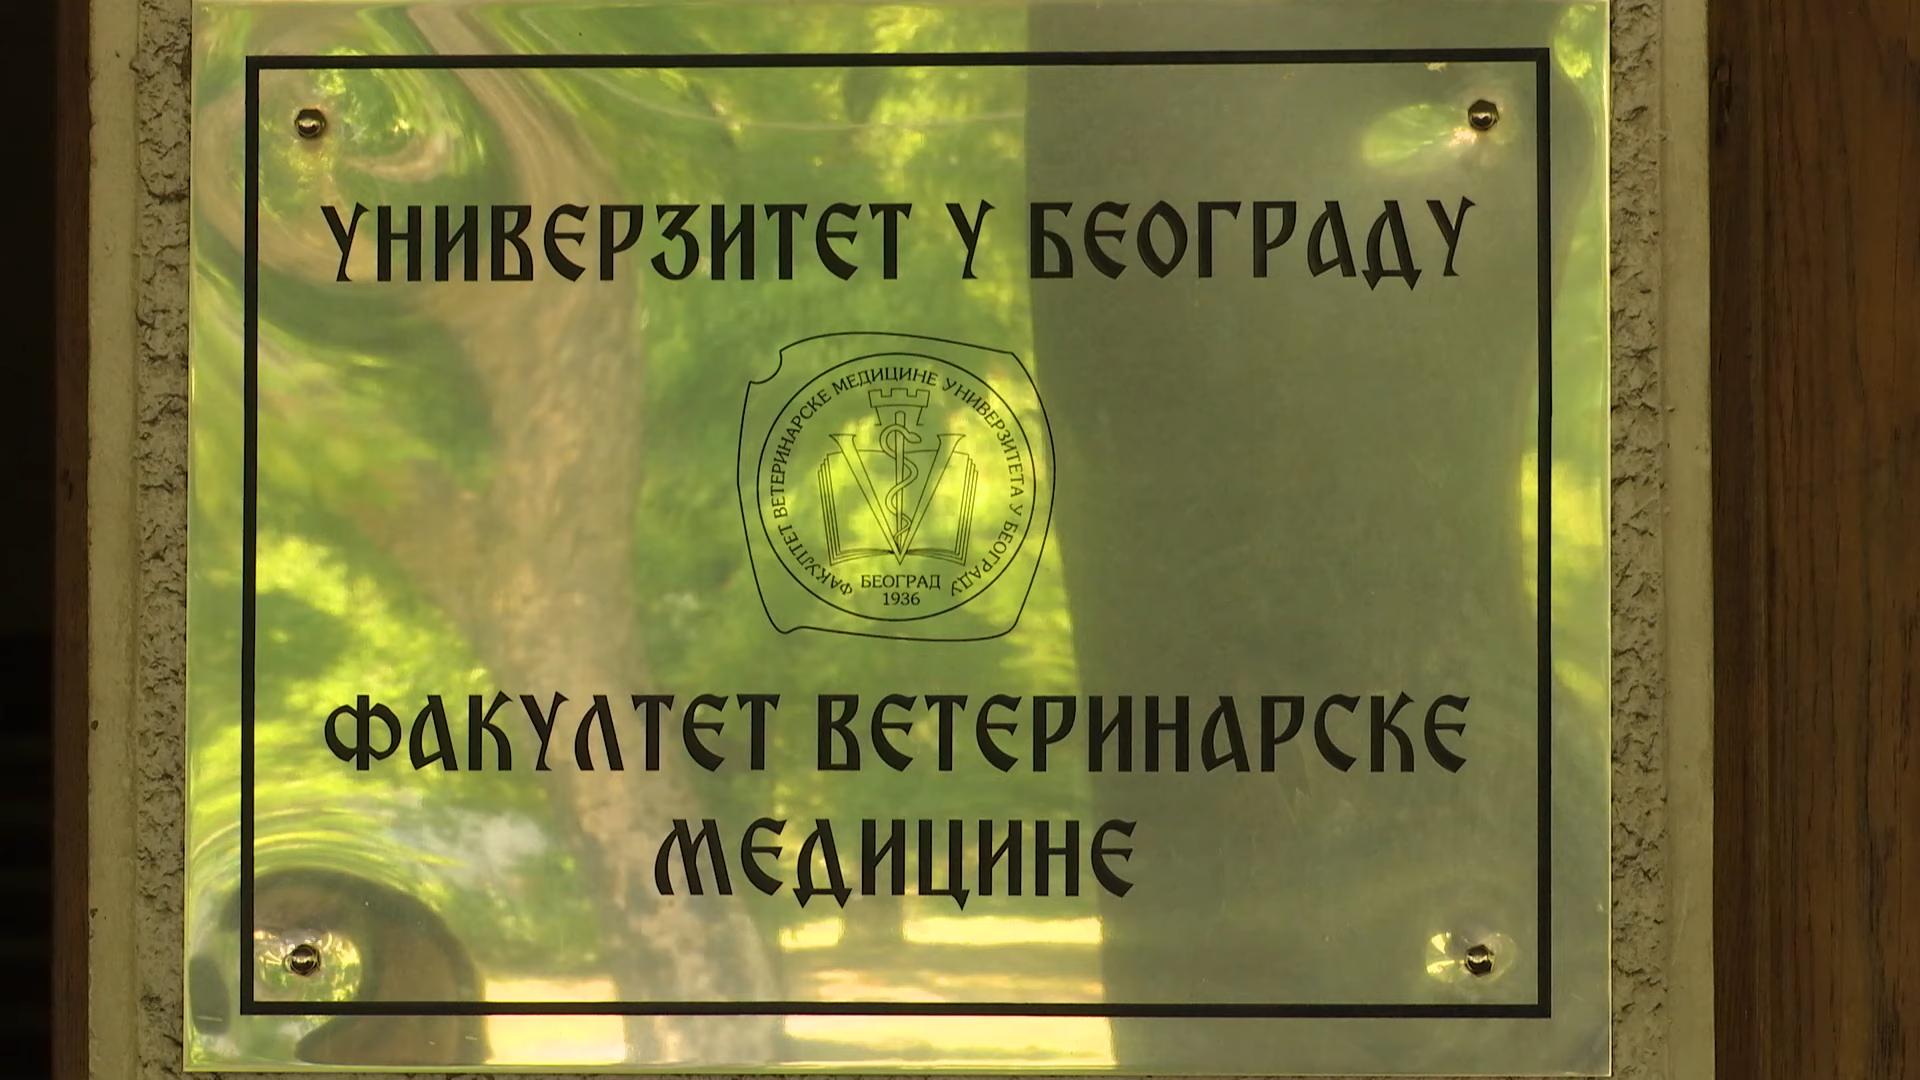 УНИВЕРЗИТЕТ У БЕОГРАДУ
ФАКУЛТЕТ ВЕТЕРИНАРСКЕ МЕДИЦИНЕ УНИВЕРЗИТЕТА У БЕОГРАДУ
БЕОГРАД
1936
ФАКУЛТЕТ ВЕТЕРИНАРСКЕ
МЕДИЦИНЕ